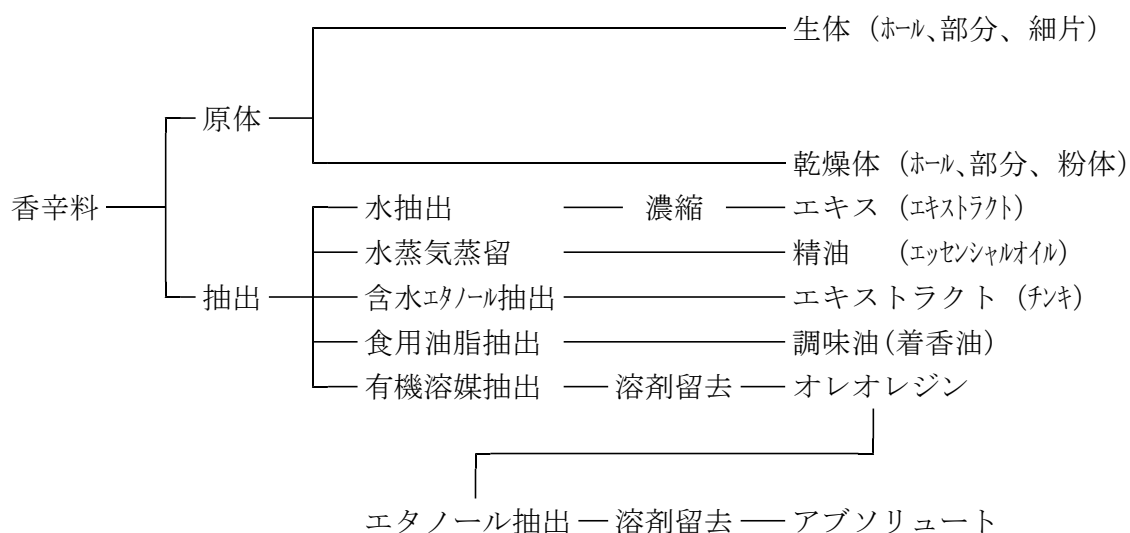 生体（ﾎｰﾙ、部分、細片）
原体
乾燥体（ﾎｰﾙ、部分、粉体）
香辛料
水抽出 濃縮 エキス（ｴｷｽﾄﾗｸﾄ）
水蒸気蒸留 精油 （ｴｯｾﾝｼｬﾙｵｲﾙ）
抽出 含水ｴﾀﾉｰﾙ抽出 エキストラクト（ﾁﾝｷ）
食用油脂抽出 調味油(着香油)
有機溶媒抽出 溶剤留去 オレオレジン
エタノール抽出 溶剤留去 アブソリュート